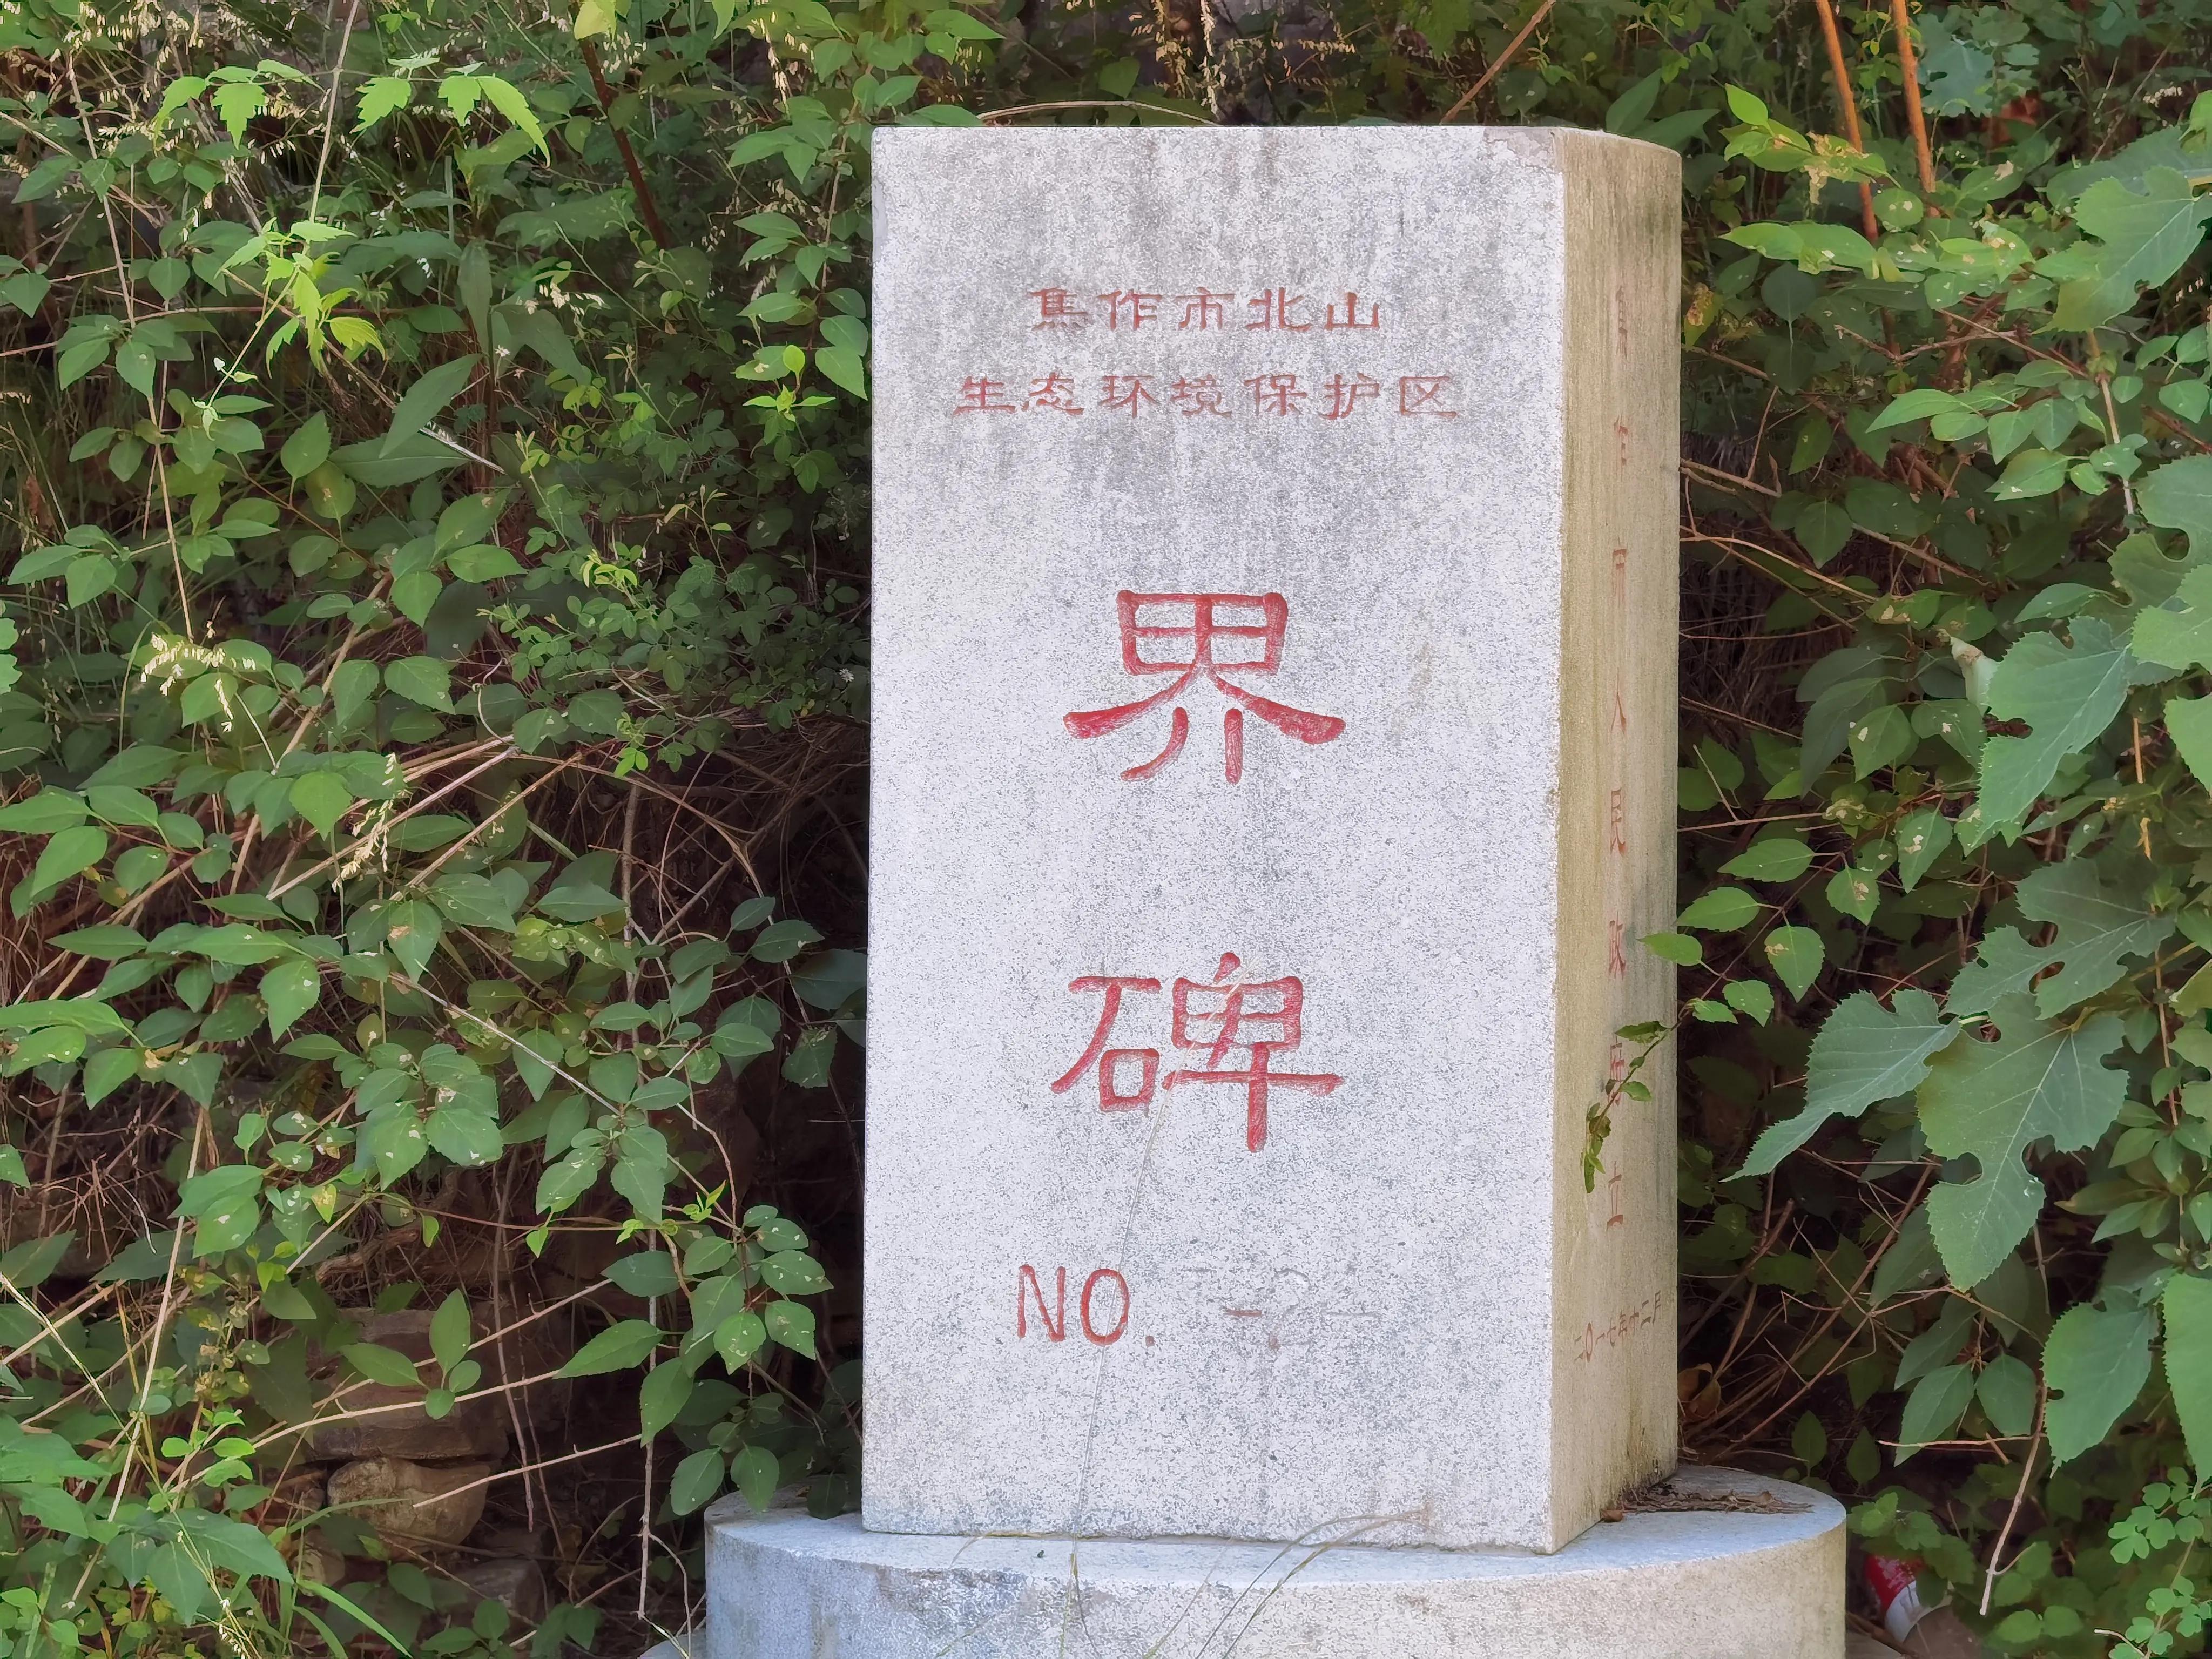 焦作市北山
生态环境保护区
界
碑
NO.
焦作市人民政府立
二〇一七年十二月